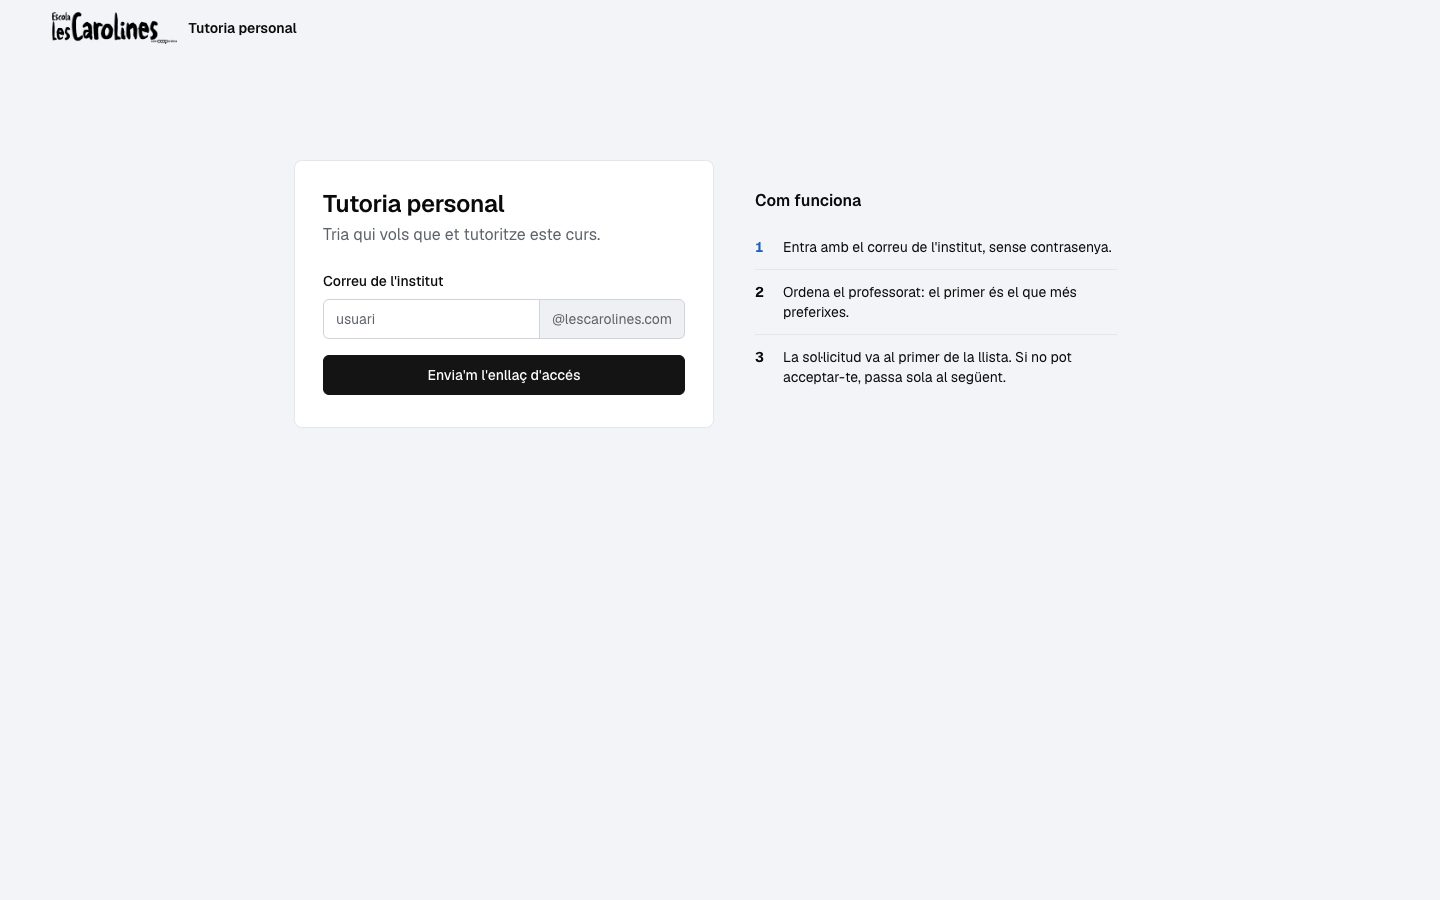 Escola
les Carolines
Tutoria personal
Tutoria personal
Tria qui vols que et tutoritze este curs.
Correu de l'institut
usuari
@lescarolines.com
Envia'm l'enllaç d'accés
Com funciona
1 Entra amb el correu de l'institut, sense contrasenya.
2 Ordena el professorat: el primer és el que més
preferixes.
3 La sol·licitud va al primer de la llista. Si no pot
acceptar-te, passa sola al següent.